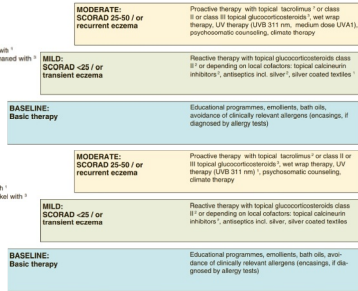 MODERATE:
SCORAD 25-50 / or
recurrent eczema
Proactive therapy with topical tacrolimus ² or class
II or class III topical glucocorticosteroids ³, wet wrap
therapy, UV therapy (UVB 311 nm, medium dose UVA1),
psychosomatic counseling, climate therapy
with ¹
maned with ³
MILD:
SCORAD <25 / or
transient eczema
Reactive therapy with topical glucocorticosteroids class
II ² or depending on local cofactors: topical calcineurin
inhibitors ², antiseptics incl. silver ², silver coated textiles ¹
BASELINE:
Basic therapy
Educational programmes, emollients, bath oils,
avoidance of clinically relevant allergens (encasings, if
diagnosed by allergy tests)
MODERATE:
SCORAD 25-50 / or
recurrent eczema
Proactive therapy with topical tacrolimus ² or class II or
III topical glucocorticosteroids ³, wet wrap therapy, UV
therapy (UVB 311 nm) ¹, psychosomatic counseling,
climate therapy
h ¹
kei with ³
MILD:
SCORAD <25 / or
transient eczema
Reactive therapy with topical glucocorticosteroids class
II ² or depending on local cofactors: topical calcineurin
inhibitors ², antiseptics incl. silver, silver coated textiles
BASELINE:
Basic therapy
Educational programmes, emollients, bath oils, avoi-
dance of clinically relevant allergens (encasings, if dia-
gnosed by allergy tests)